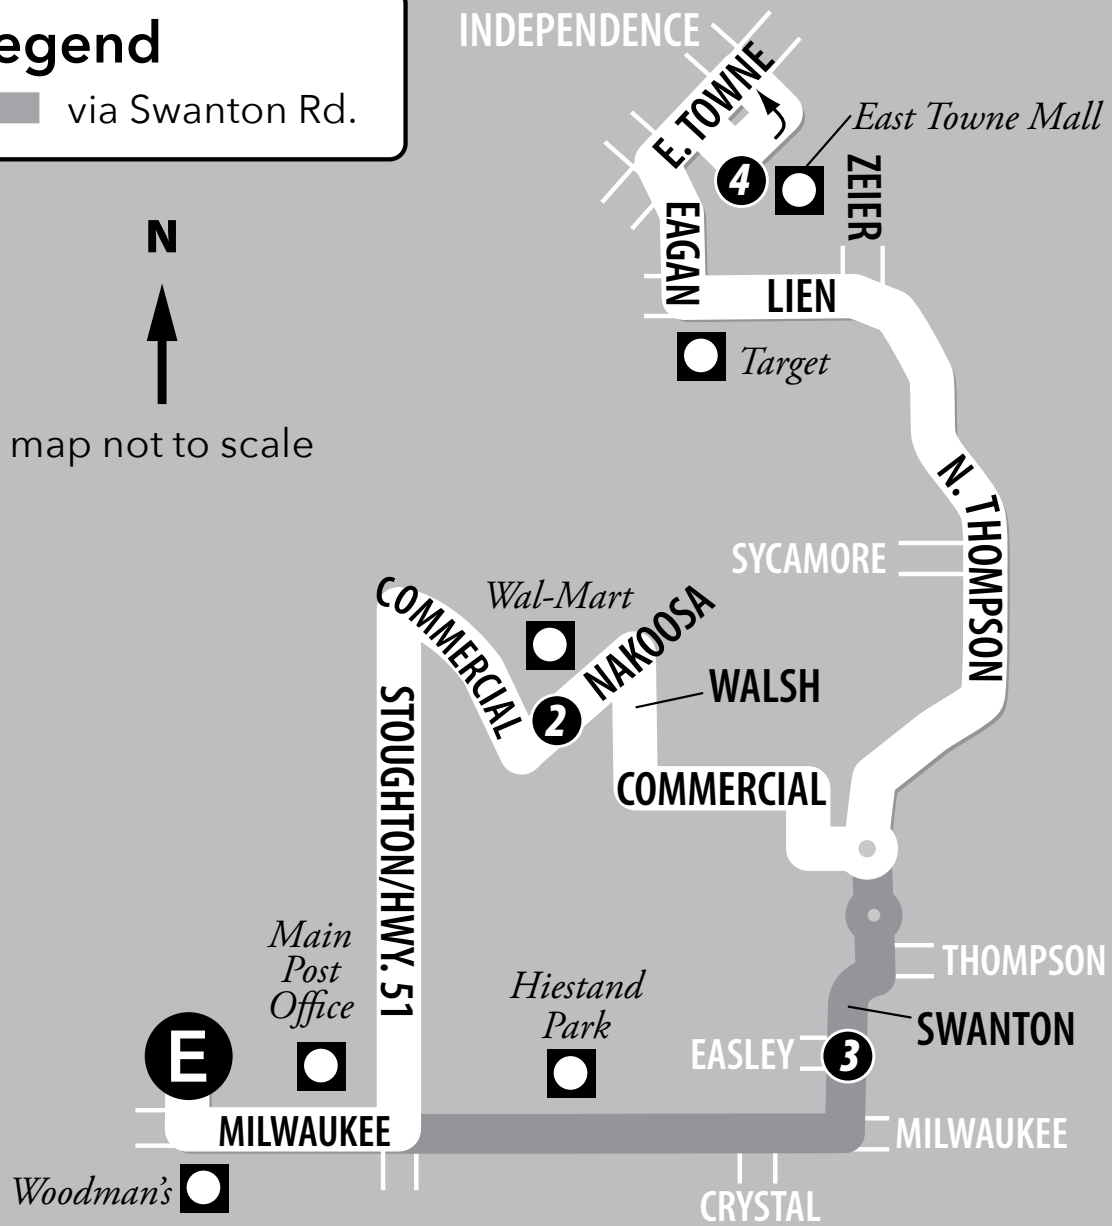 egend
via Swanton Rd.
N
map not to scale
INDEPENDENCE
E. TOWNE
East Towne Mall
4
ZEIER
EAGAN
LIEN
Target
N. THOMPSON
SYCAMORE
COMMERCIAL
Wal-Mart
NAKOOSA
2
WALSH
COMMERCIAL
STOUGHTON/HWY. 51
Main
Post
Office
Hiestand
Park
THOMPSON
SWANTON
EASLEY
3
E
MILWAUKEE
MILWAUKEE
Woodman's
CRYSTAL